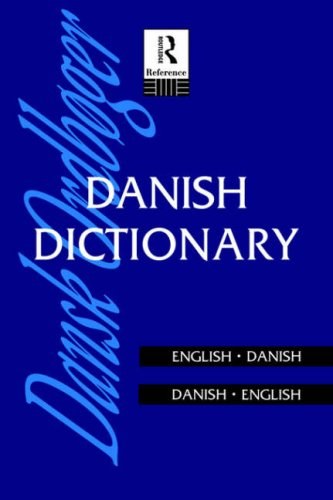 ROUTLEDGE
Reference
Dansk Ordbøger
DANISH
DICTIONARY
ENGLISH · DANISH
DANISH · ENGLISH